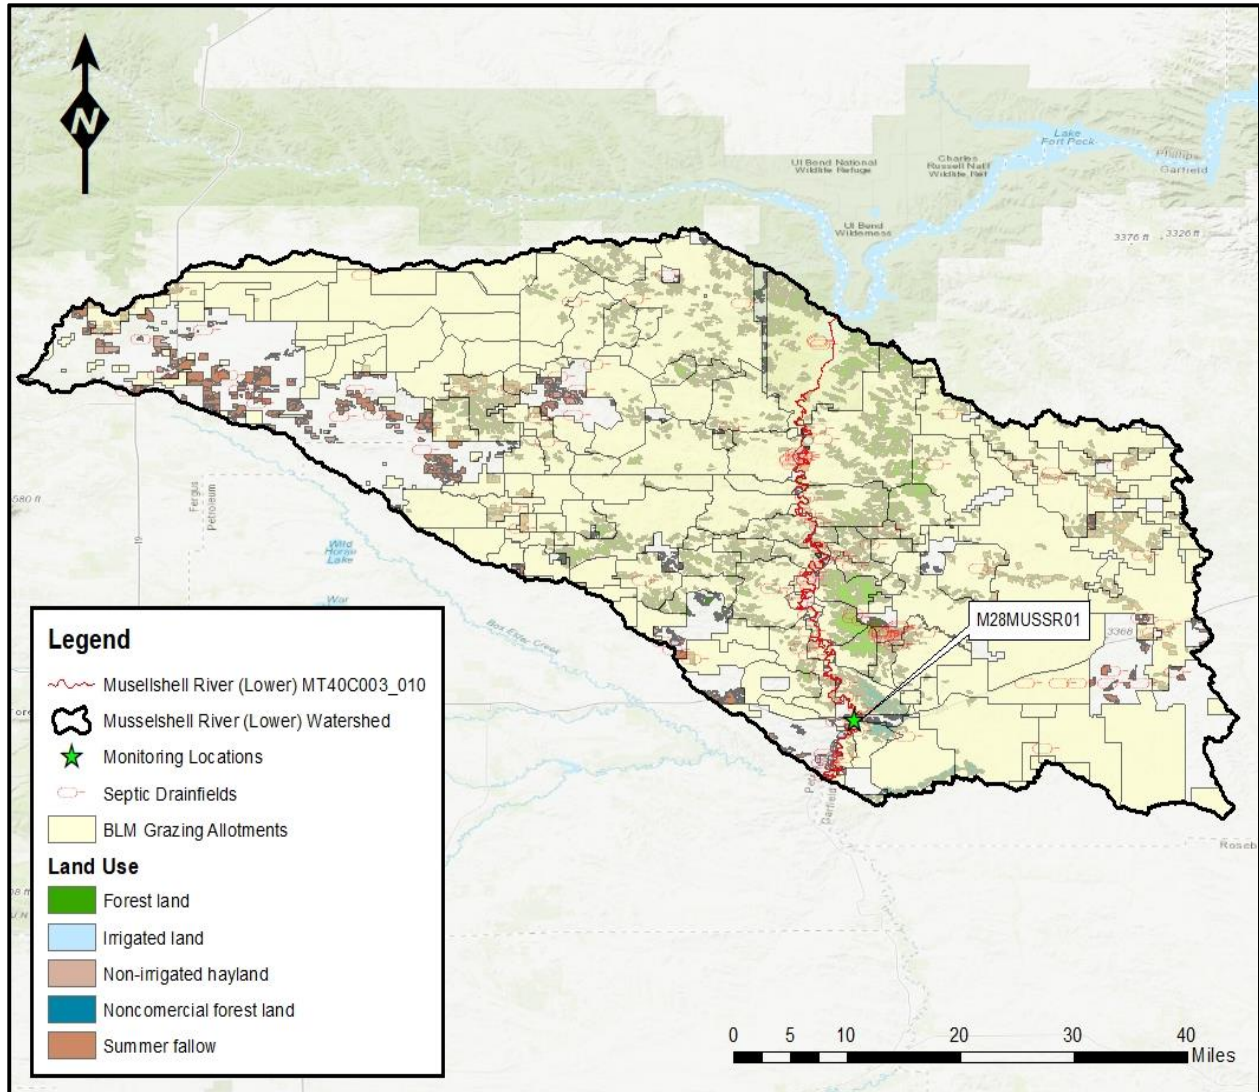 N
UI Bend National
Wildlife Refuge
Charles
Russell Nat'l
Wildlife Ref
Lake
Fort Peck
Phillips
Garfield
UI Bend
Wilderness
3376 ft
3326 ft
580 ft
Fergus
Petroleum
19
Wild
Horse
Lake
War
Box Elder Creek
M28MUSSR01
3368
Garfield
Roseb
Legend
Musellshell River (Lower) MT40C003_010
Musselshell River (Lower) Watershed
Monitoring Locations
Septic Drainfields
BLM Grazing Allotments
Land Use
Forest land
Irrigated land
Non-irrigated hayland
Noncomercial forest land
Summer fallow
0 5 10 20 30 40
Miles